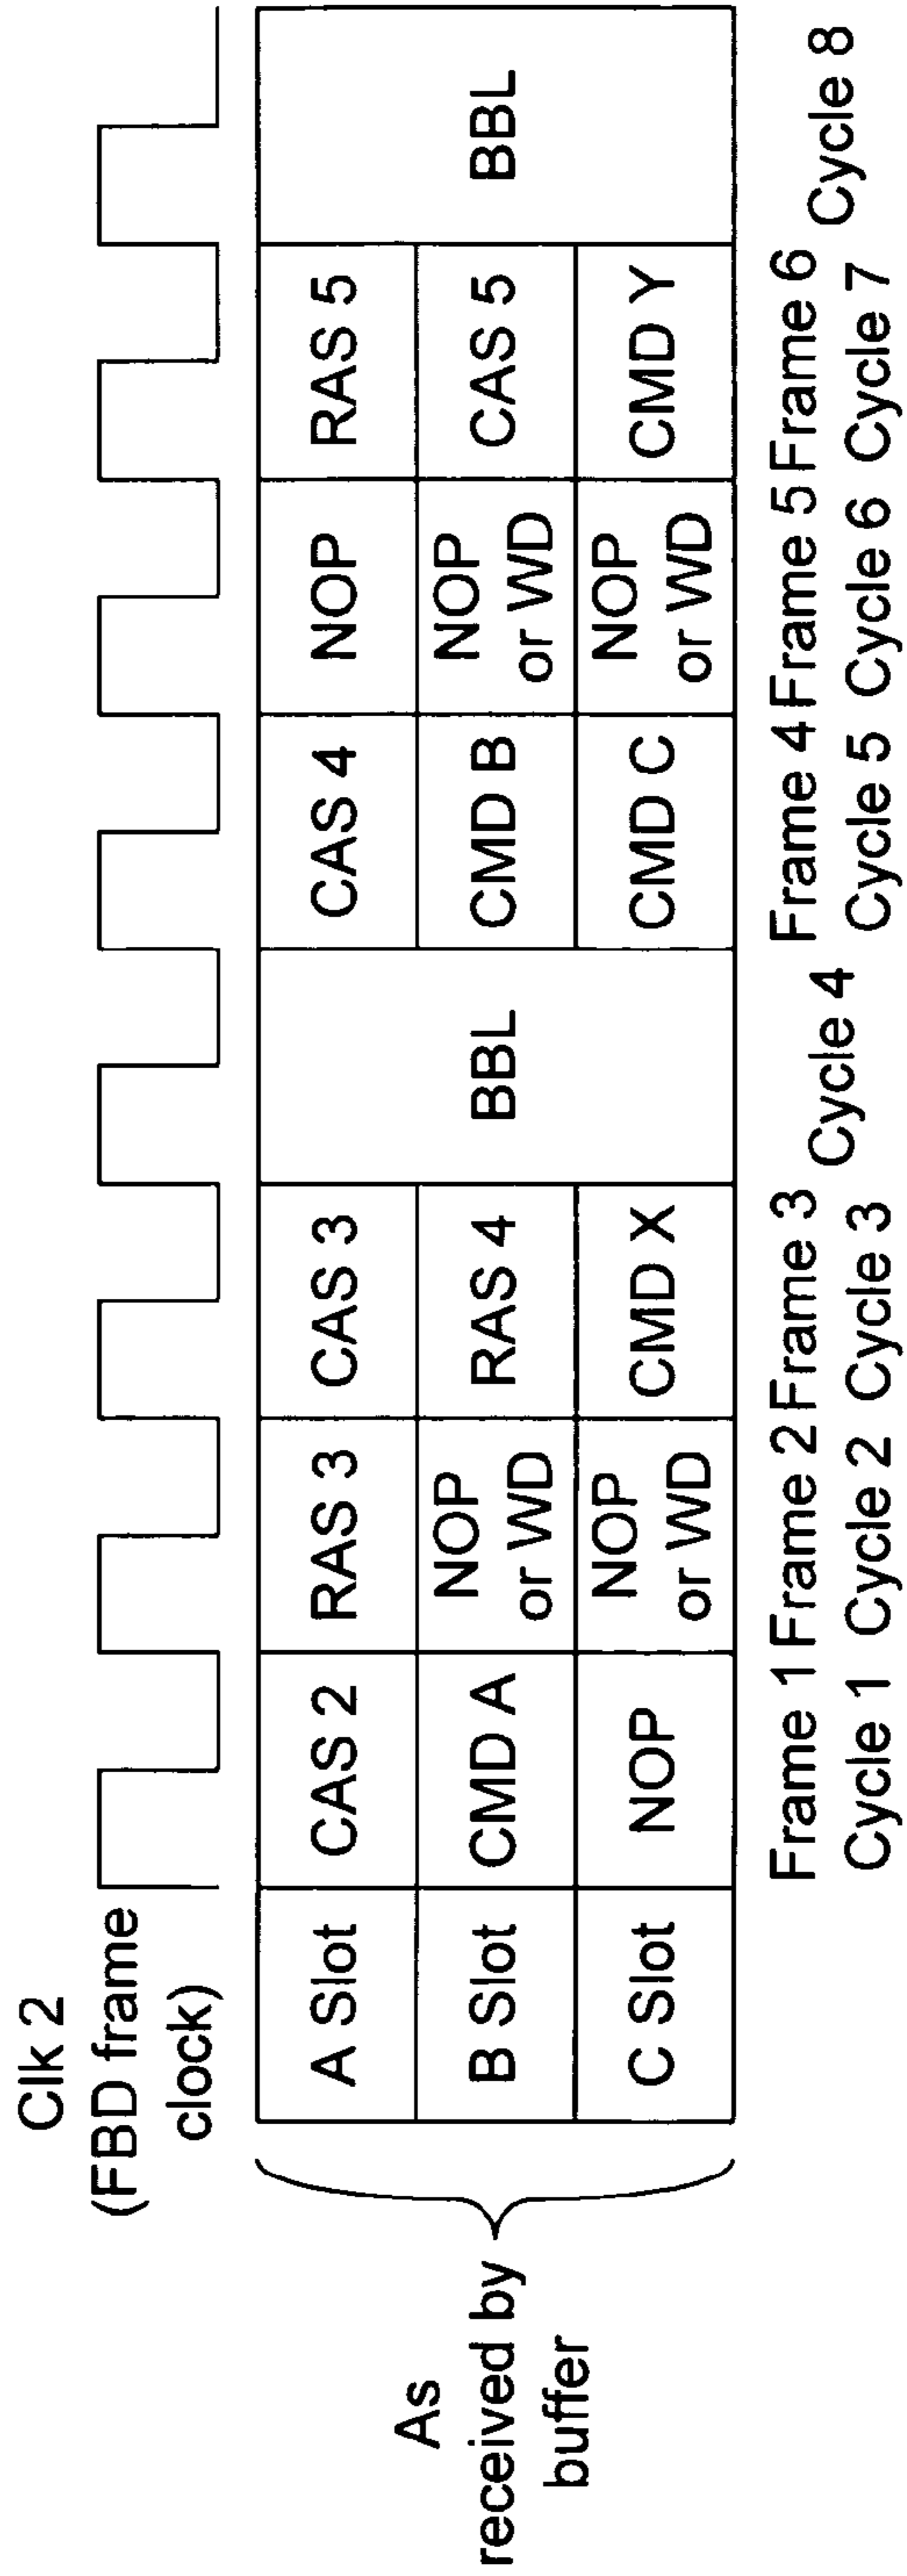 Clk 2
(FBD frame
clock)
As
received by
buffer
A Slot
CAS 2
RAS 3
CAS 3
BBL
CAS 4
NOP
RAS 5
BBL
B Slot
CMD A
NOP
or WD
RAS 4
CMD B
NOP
or WD
CAS 5
C Slot
NOP
NOP
or WD
CMD X
CMD C
NOP
or WD
CMD Y
Frame 1 Frame 2 Frame 3 Frame 4 Frame 5 Frame 6
Cycle 1 Cycle 2 Cycle 3 Cycle 4 Cycle 5 Cycle 6 Cycle 7 Cycle 8